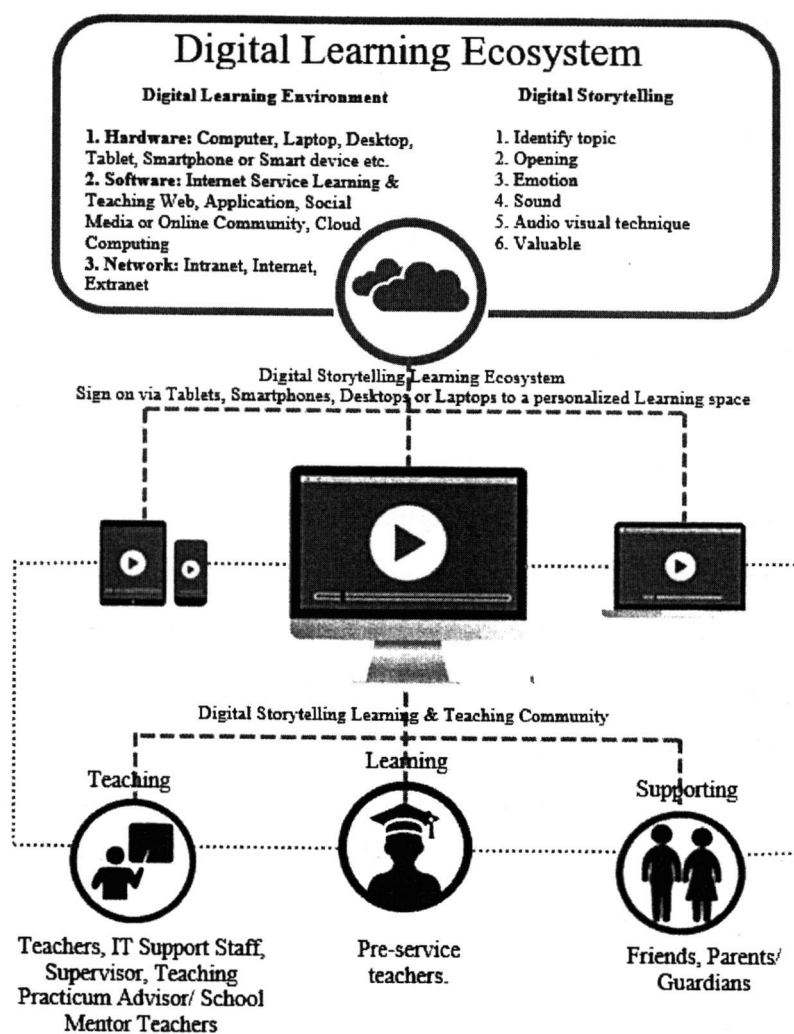 Digital Learning Ecosystem
Digital Learning Environment
1. Hardware: Computer, Laptop, Desktop,
Tablet, Smartphone or Smart device etc.
2. Software: Internet Service Learning &
Teaching Web, Application, Social
Media or Online Community, Cloud
Computing
3. Network: Intranet, Internet,
Extranet
Digital Storytelling
1. Identify topic
2. Opening
3. Emotion
4. Sound
5. Audio visual technique
6. Valuable
Digital Storytelling Learning Ecosystem
Sign on via Tablets, Smartphones, Desktops or Laptops to a personalized Learning space
Digital Storytelling Learning & Teaching Community
Teaching
Learning
Supporting
Teachers, IT Support Staff,
Supervisor, Teaching
Practicum Advisor/ School
Mentor Teachers
Pre-service
teachers.
Friends, Parents/
Guardians